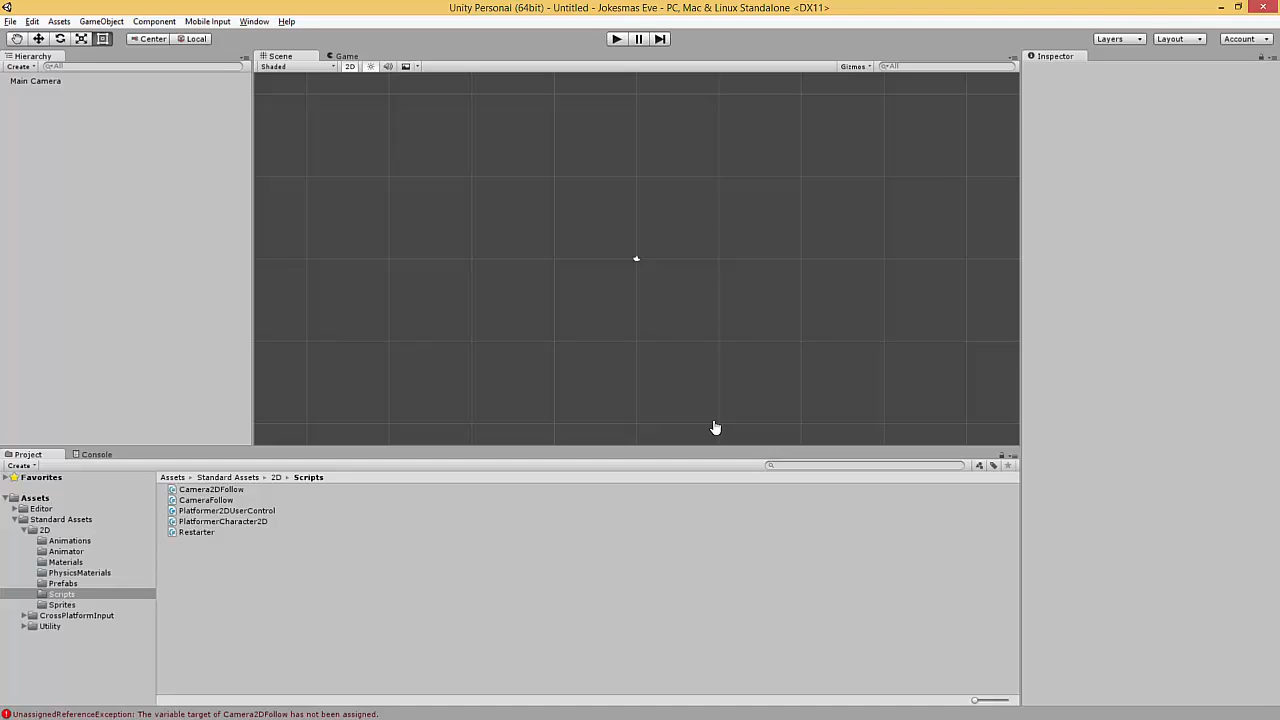 Unity Personal (64bit) - Untitled - Jokesmas Eve - PC, Mac & Linux Standalone <DX11>
File Edit Assets GameObject Component Mobile Input Window Help
Center Local Layers Layout Account
Hierarchy Scene Game Inspector
Create All Shaded 2D Gizmos All
Main Camera
Project Console
Create
Favorites Assets Standard Assets 2D Scripts
Assets
Editor
Standard Assets
2D
Animations
Animator
Materials
PhysicsMaterials
Prefabs
Scripts
Sprites
CrossPlatformInput
Utility
Camera2DFollow
CameraFollow
Platformer2DUserControl
PlatformerCharacter2D
Restarter
UnassignedReferenceException: The variable target of Camera2DFollow has not been assigned.